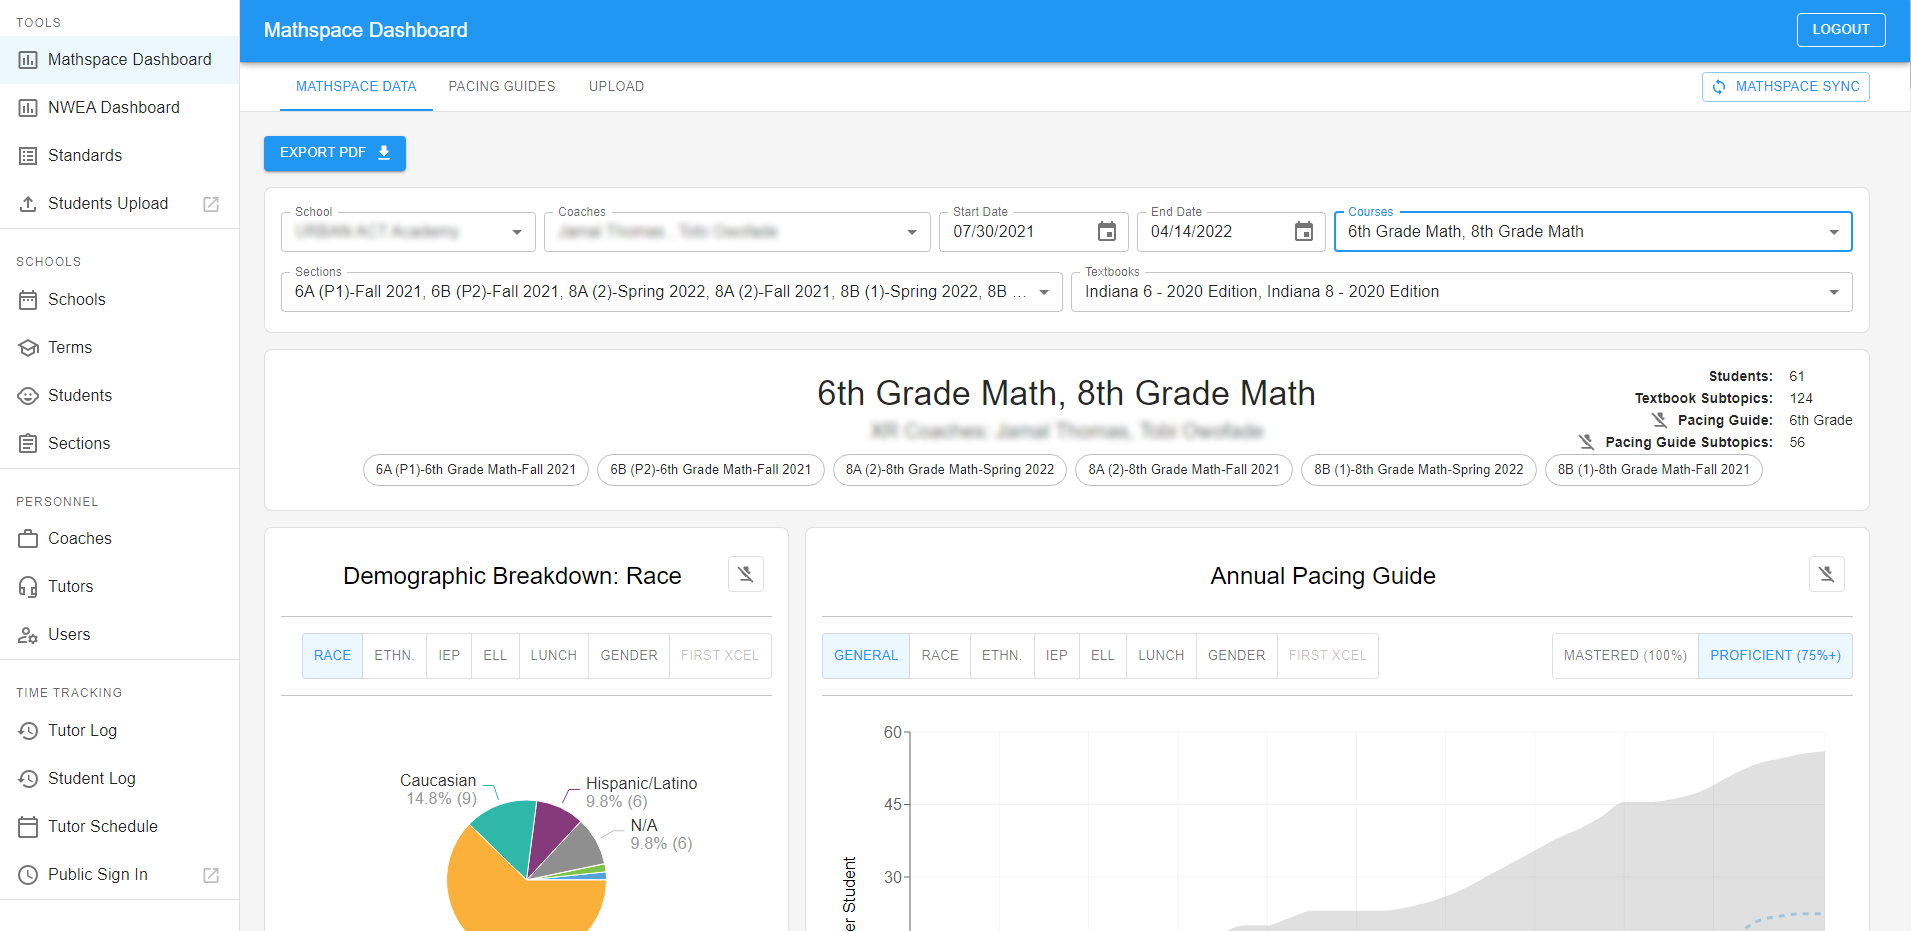 TOOLS
Mathspace Dashboard
NWEA Dashboard
Standards
Students Upload
SCHOOLS
Schools
Terms
Students
Sections
PERSONNEL
Coaches
Tutors
Users
TIME TRACKING
Tutor Log
Student Log
Tutor Schedule
Public Sign In
Mathspace Dashboard
LOGOUT
MATHSPACE DATA
PACING GUIDES
UPLOAD
MATHSPACE SYNC
EXPORT PDF
School
Coaches
Start Date
07/30/2021
End Date
04/14/2022
Courses
6th Grade Math, 8th Grade Math
Sections
6A (P1)-Fall 2021, 6B (P2)-Fall 2021, 8A (2)-Spring 2022, 8A (2)-Fall 2021, 8B (1)-Spring 2022, 8B ...
Textbooks
Indiana 6 - 2020 Edition, Indiana 8 - 2020 Edition
6th Grade Math, 8th Grade Math
Students: 61
Textbook Subtopics: 124
Pacing Guide: 6th Grade
Pacing Guide Subtopics: 56
6A (P1)-6th Grade Math-Fall 2021
6B (P2)-6th Grade Math-Fall 2021
8A (2)-8th Grade Math-Spring 2022
8A (2)-8th Grade Math-Fall 2021
8B (1)-8th Grade Math-Spring 2022
8B (1)-8th Grade Math-Fall 2021
Demographic Breakdown: Race
RACE ETHN. IEP ELL LUNCH GENDER FIRST XCEL
Caucasian
14.8% (9)
Hispanic/Latino
9.8% (6)
N/A
9.8% (6)
Annual Pacing Guide
GENERAL RACE ETHN. IEP ELL LUNCH GENDER FIRST XCEL
MASTERED (100%) PROFICIENT (75%+)
60
45
30
er Student